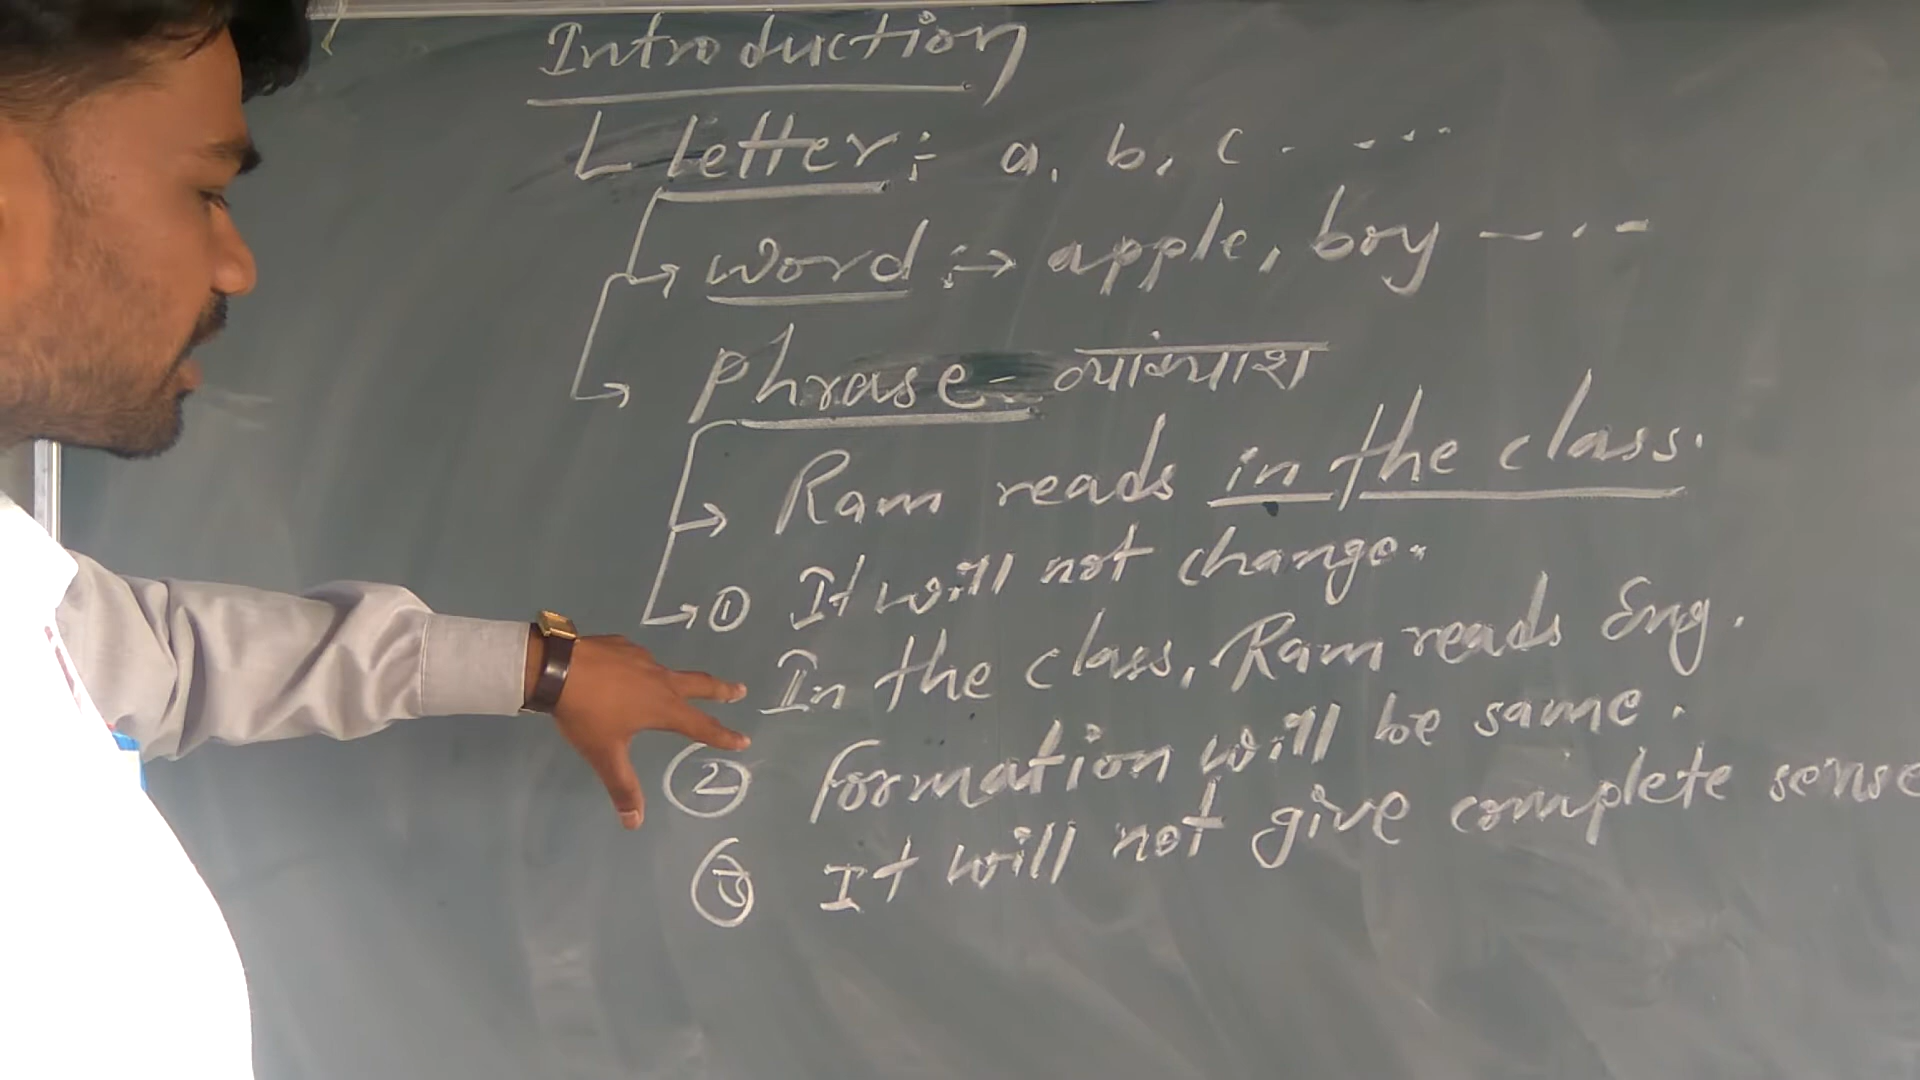 Introduction
L letter :- a, b, c - - - -
→ word :→ apple, boy — . . -
→ phrase - वाक्यांश
→ Ram reads in the class.
→ ① It will not change.
In the class, Ram reads Eng.
② formation will be same.
③ It will not give complete sense